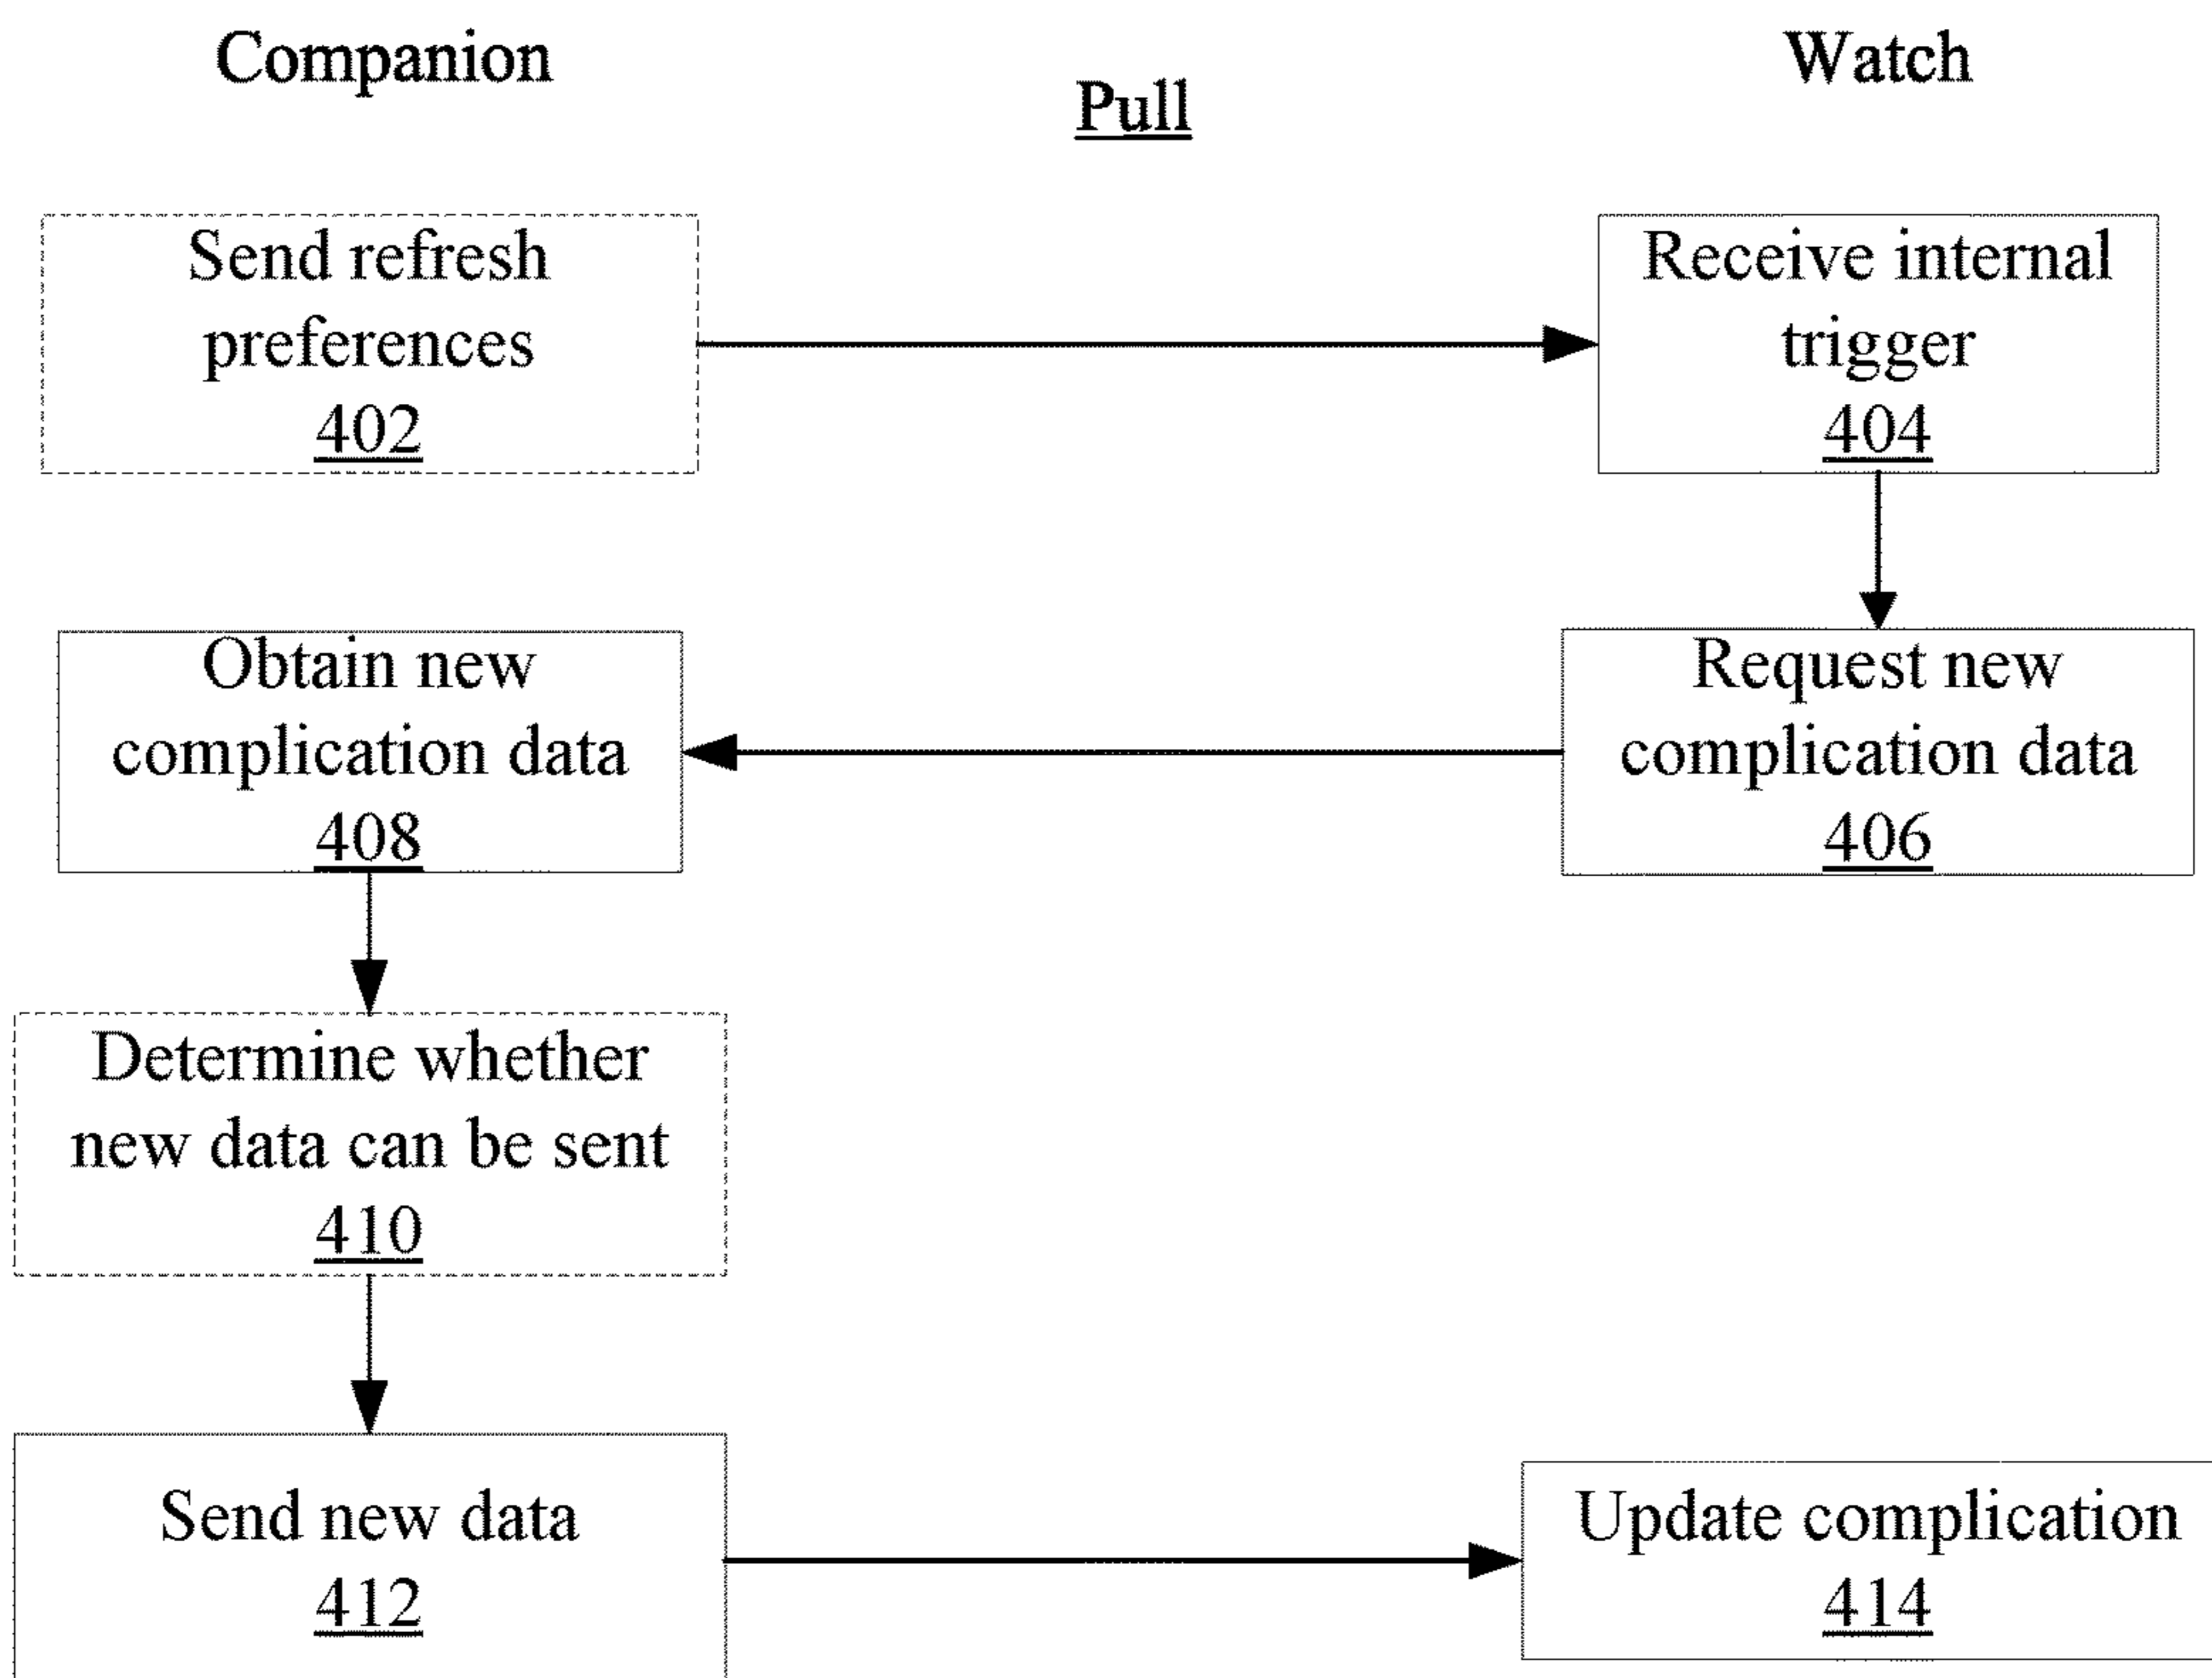 Companion
Pull
Watch
Send refresh
preferences
402
Receive internal
trigger
404
Request new
complication data
406
Obtain new
complication data
408
Determine whether
new data can be sent
410
Send new data
412
Update complication
414